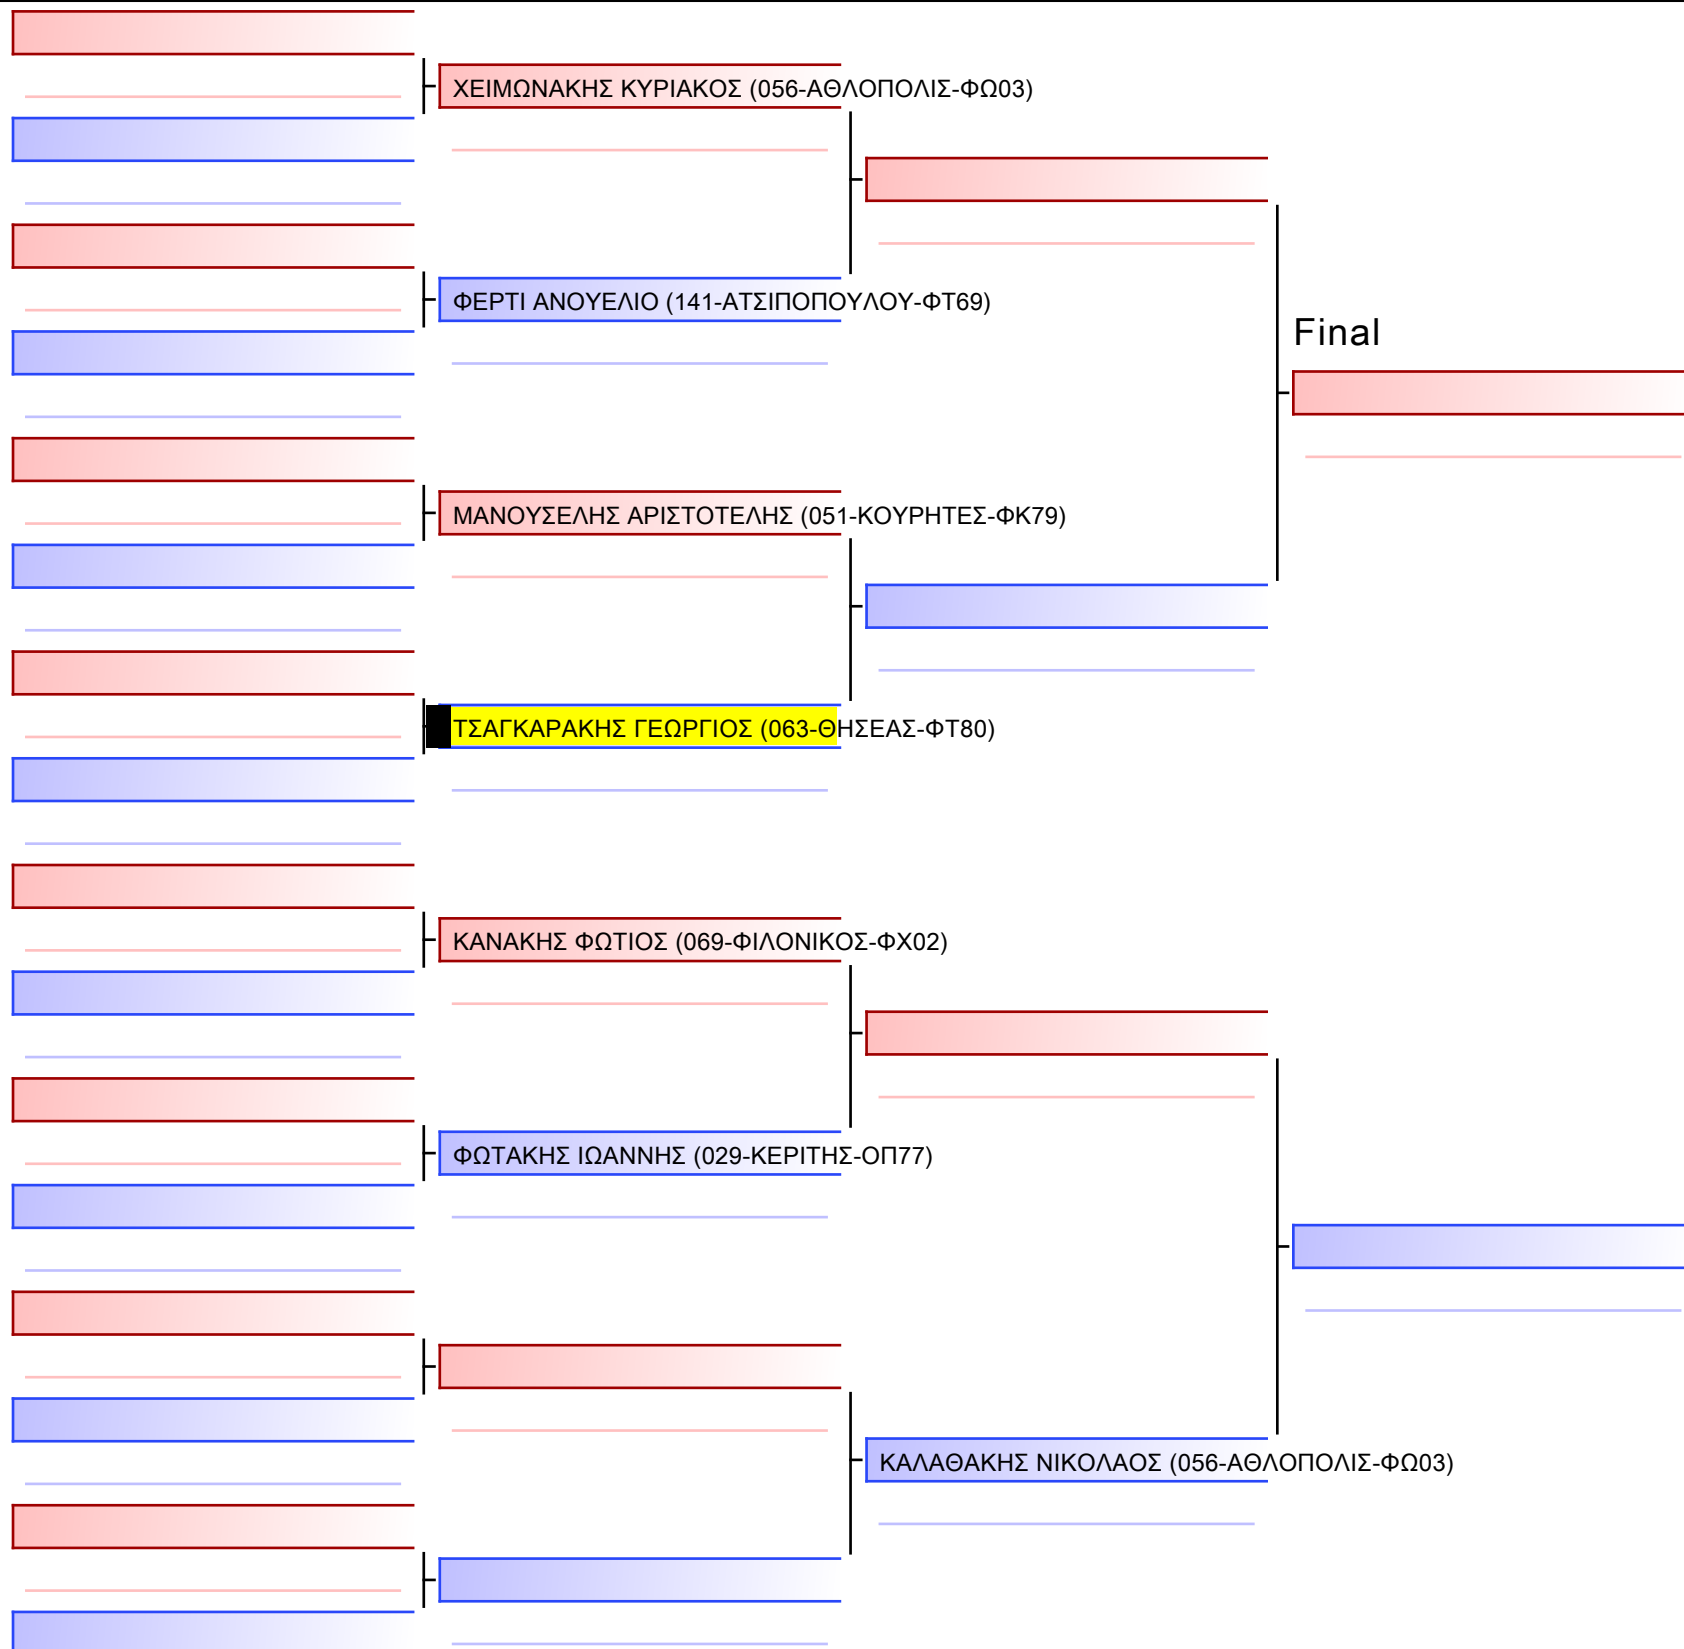 ΧΕΙΜΩΝΑΚΗΣ ΚΥΡΙΑΚΟΣ (056-ΑΘΛΟΠΟΛΙΣ-ΦΩ03)
ΦΕΡΤΙ ΑΝΟΥΕΛΙΟ (141-ΑΤΣΙΠΟΠΟΥΛΟΥ-ΦΤ69)
Final
ΜΑΝΟΥΣΕΛΗΣ ΑΡΙΣΤΟΤΕΛΗΣ (051-ΚΟΥΡΗΤΕΣ-ΦΚ79)
ΤΣΑΓΚΑΡΑΚΗΣ ΓΕΩΡΓΙΟΣ (063-ΘΗΣΕΑΣ-ΦΤ80)
ΚΑΝΑΚΗΣ ΦΩΤΙΟΣ (069-ΦΙΛΟΝΙΚΟΣ-ΦΧ02)
ΦΩΤΑΚΗΣ ΙΩΑΝΝΗΣ (029-ΚΕΡΙΤΗΣ-ΟΠ77)
ΚΑΛΑΘΑΚΗΣ ΝΙΚΟΛΑΟΣ (056-ΑΘΛΟΠΟΛΙΣ-ΦΩ03)